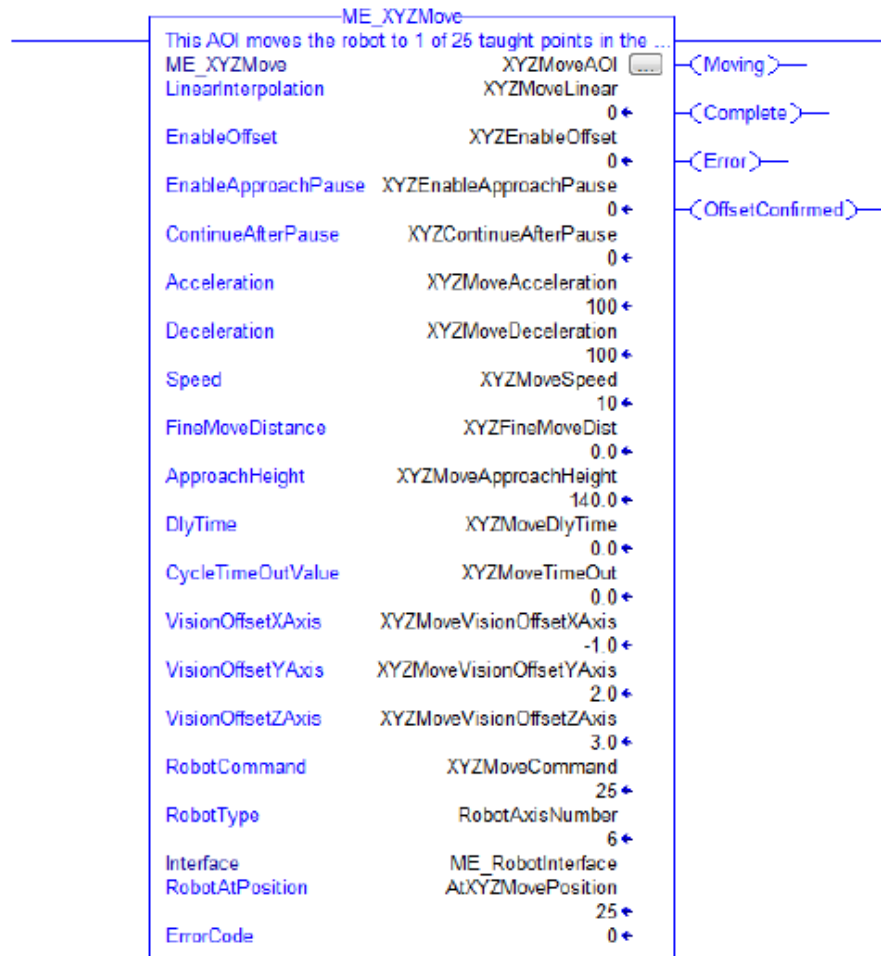 ME_XYZMove
This AOI moves the robot to 1 of 25 taught points in the ...
ME_XYZMove XYZMoveAOI ... Moving
LinearInterpolation XYZMoveLinear
0 Complete
EnableOffset XYZEnableOffset
0 Error
EnableApproachPause XYZEnableApproachPause
0 OffsetConfirmed
ContinueAfterPause XYZContinueAfterPause
0
Acceleration XYZMoveAcceleration
100
Deceleration XYZMoveDeceleration
100
Speed XYZMoveSpeed
10
FineMoveDistance XYZFineMoveDist
0.0
ApproachHeight XYZMoveApproachHeight
140.0
DlyTime XYZMoveDlyTime
0.0
CycleTimeOutValue XYZMoveTimeOut
0.0
VisionOffsetXAxis XYZMoveVisionOffsetXAxis
-1.0
VisionOffsetYAxis XYZMoveVisionOffsetYAxis
2.0
VisionOffsetZAxis XYZMoveVisionOffsetZAxis
3.0
RobotCommand XYZMoveCommand
25
RobotType RobotAxisNumber
6
Interface ME_RobotInterface
RobotAtPosition AtXYZMovePosition
25
ErrorCode 0